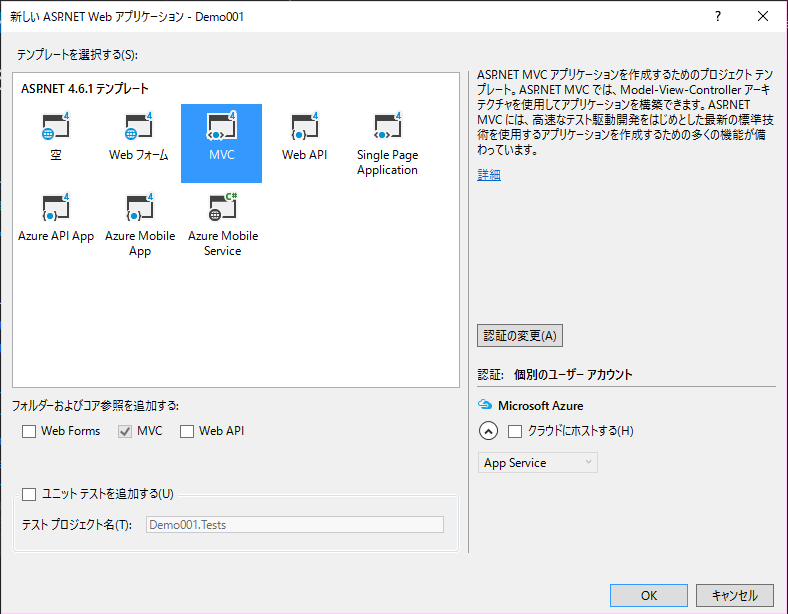 新しい ASP.NET Web アプリケーション - Demo001
?
テンプレートを選択する(S):
ASP.NET 4.6.1 テンプレート
4
空
4
Web フォーム
4
MVC
4
Web API
4
Single Page
Application
4
Azure API App
4
Azure Mobile
App
C#
Azure Mobile
Service
フォルダーおよびコア参照を追加する:
Web Forms
MVC
Web API
ユニット テストを追加する(U)
テスト プロジェクト名(T):
Demo001.Tests
ASP.NET MVC アプリケーションを作成するためのプロジェクト テン
プレート。ASP.NET MVC では、Model-View-Controller アーキ
テクチャを使用してアプリケーションを構築できます。ASP.NET
MVC には、高速なテスト駆動開発をはじめとした最新の標準技
術を使用するアプリケーションを作成するための多くの機能が備
わっています。
詳細
認証の変更(A)
認証: 個別のユーザー アカウント
Microsoft Azure
クラウドにホストする(H)
App Service
OK
キャンセル